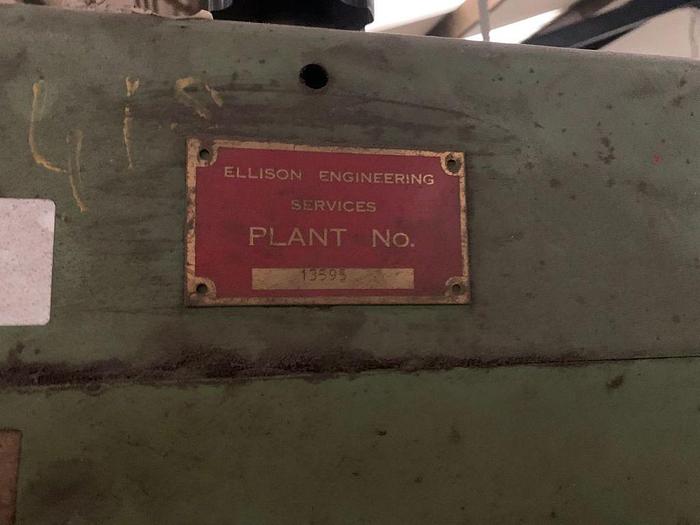 ELLISON ENGINEERING
SERVICES
PLANT No.
13595